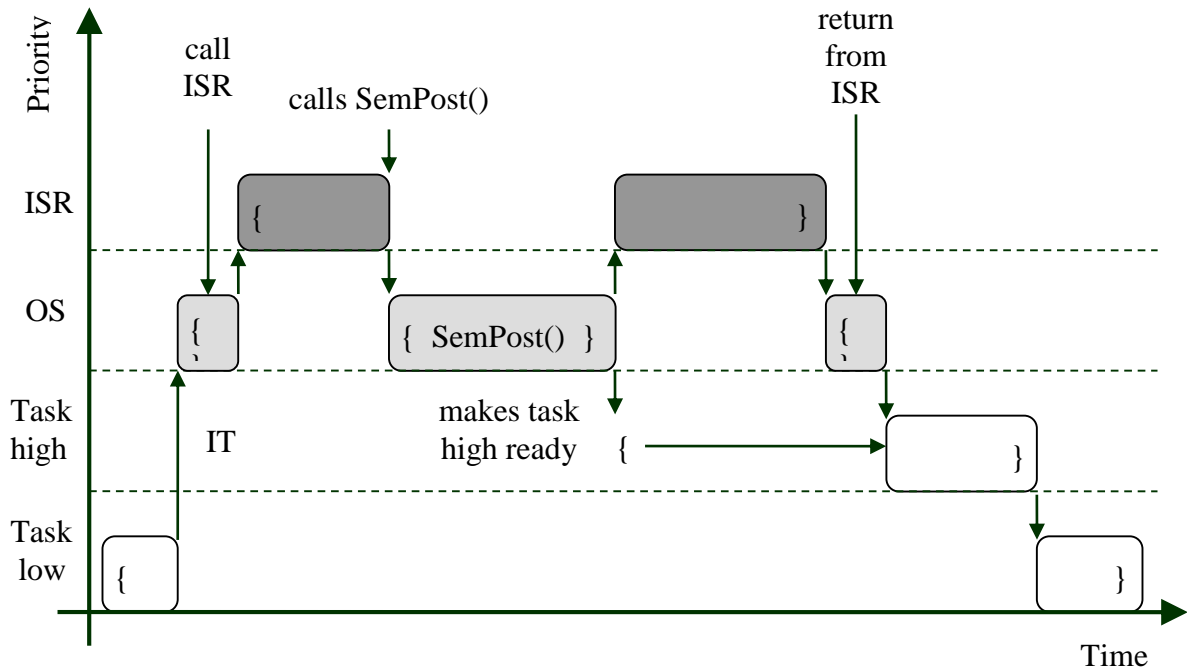 Priority
call
ISR
calls SemPost()
return
from
ISR
ISR
{
}
OS
{
}
{ SemPost() }
{
}
Task
high
IT
makes task
high ready
{
}
Task
low
{
}
Time